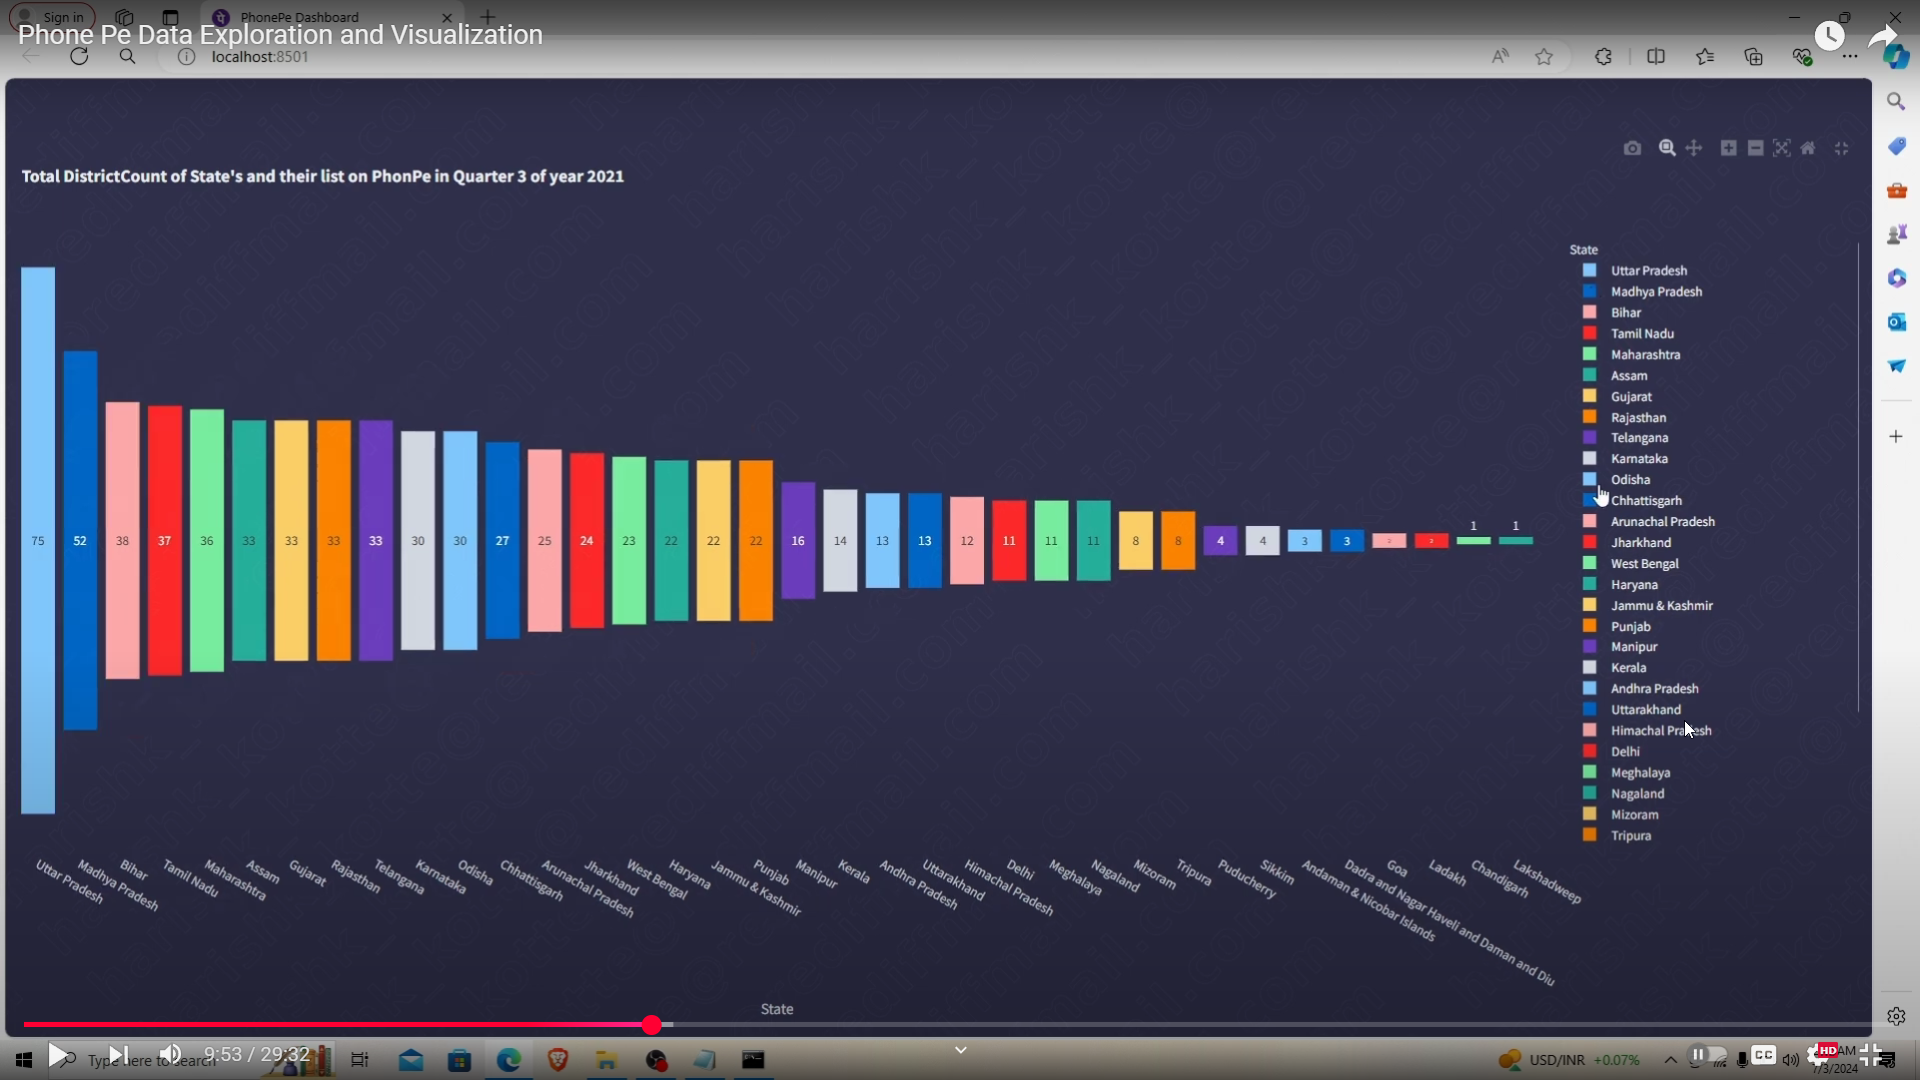 Sign in
PhonePe Dashboard
Phone Pe Data Exploration and Visualization
localhost:8501
Total DistrictCount of State's and their list on PhonPe in Quarter 3 of year 2021
State
Uttar Pradesh
Madhya Pradesh
Bihar
Tamil Nadu
Maharashtra
Assam
Gujarat
Rajasthan
Telangana
Karnataka
Odisha
Chhattisgarh
Arunachal Pradesh
Jharkhand
West Bengal
Haryana
Jammu & Kashmir
Punjab
Manipur
Kerala
Andhra Pradesh
Uttarakhand
Himachal Pradesh
Delhi
Meghalaya
Nagaland
Mizoram
Tripura
75 52 38 37 36 33 33 33 33 30 30 27 25 24 23 22 22 22 16 14 13 13 12 11 11 11 8 8 4 4 3 3 1 1
Uttar Pradesh
Madhya Pradesh
Bihar
Tamil Nadu
Maharashtra
Assam
Gujarat
Rajasthan
Telangana
Karnataka
Odisha
Chhattisgarh
Arunachal Pradesh
Jharkhand
West Bengal
Haryana
Jammu & Kashmir
Punjab
Manipur
Kerala
Andhra Pradesh
Uttarakhand
Himachal Pradesh
Delhi
Meghalaya
Nagaland
Mizoram
Tripura
Puducherry
Sikkim
Andaman & Nicobar Islands
Dadra and Nagar Haveli and Daman and Diu
Goa
Ladakh
Chandigarh
Lakshadweep
State
9:53 / 29:32
Type here to search
USD/INR +0.07%
CC
HD
AM
7/3/2024